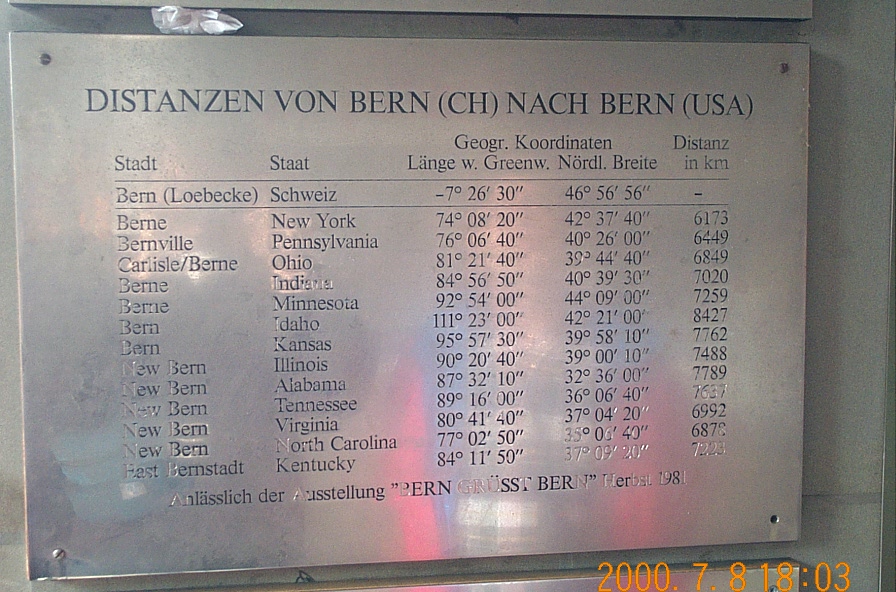 DISTANZEN VON BERN (CH) NACH BERN (USA)
Geogr. Koordinaten Distanz
Stadt Staat Länge w. Greenw. Nördl. Breite in km
Bern (Loebecke) Schweiz −7° 26′ 30″ 46° 56′ 56″ –
Berne New York 74° 08′ 20″ 42° 37′ 40″ 6173
Bernville Pennsylvania 76° 06′ 40″ 40° 26′ 00″ 6449
Carlisle/Berne Ohio 81° 21′ 40″ 39° 44′ 40″ 6849
Berne Indiana 84° 56′ 50″ 40° 39′ 30″ 7020
Berne Minnesota 92° 54′ 00″ 44° 09′ 00″ 7259
Bern Idaho 111° 23′ 00″ 42° 21′ 00″ 8427
Bern Kansas 95° 57′ 30″ 39° 58′ 10″ 7762
New Bern Illinois 90° 20′ 40″ 39° 00′ 10″ 7488
New Bern Alabama 87° 32′ 10″ 32° 36′ 00″ 7789
New Bern Tennessee 89° 16′ 00″ 36° 06′ 40″
New Bern Virginia 80° 41′ 40″ 37° 04′ 20″ 6992
New Bern North Carolina 77° 02′ 50″ 35° 06′ 40″ 6878
East Bernstadt Kentucky 84° 11′ 50″ 37° 09′ 20″
Anlässlich der Ausstellung ”BERN GRÜSST BERN” Herbst 1981
2000. 7. 8 18:03